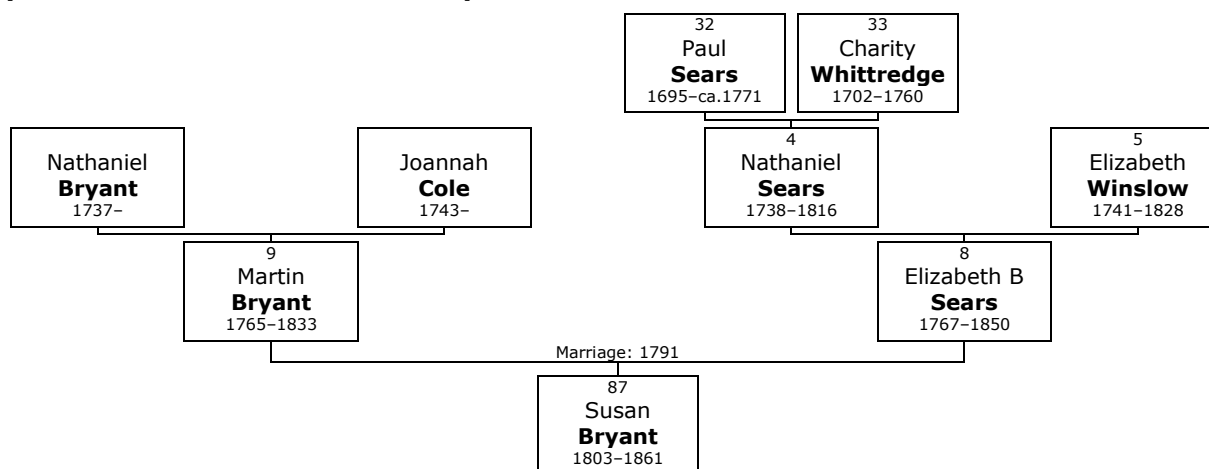 32
Paul
Sears
1695–ca.1771
33
Charity
Whittredge
1702–1760
Nathaniel
Bryant
1737–
Joannah
Cole
1743–
4
Nathaniel
Sears
1738–1816
5
Elizabeth
Winslow
1741–1828
9
Martin
Bryant
1765–1833
8
Elizabeth B
Sears
1767–1850
Marriage: 1791
87
Susan
Bryant
1803–1861